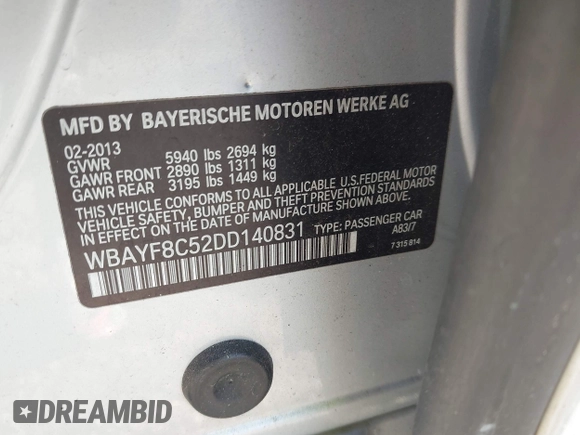 MFD BY BAYERISCHE MOTOREN WERKE AG
02-2013
GVWR 5940 lbs 2694 kg
GAWR FRONT 2890 lbs 1311 kg
GAWR REAR 3195 lbs 1449 kg
THIS VEHICLE CONFORMS TO ALL APPLICABLE U.S.FEDERAL MOTOR
VEHICLE SAFETY, BUMPER AND THEFT PREVENTION STANDARDS
IN EFFECT ON THE DATE OF MANUFACTURE SHOWN ABOVE.
WBAYF8C52DD140831 TYPE: PASSENGER CAR
A83/7
7 315 814
DREAMBID